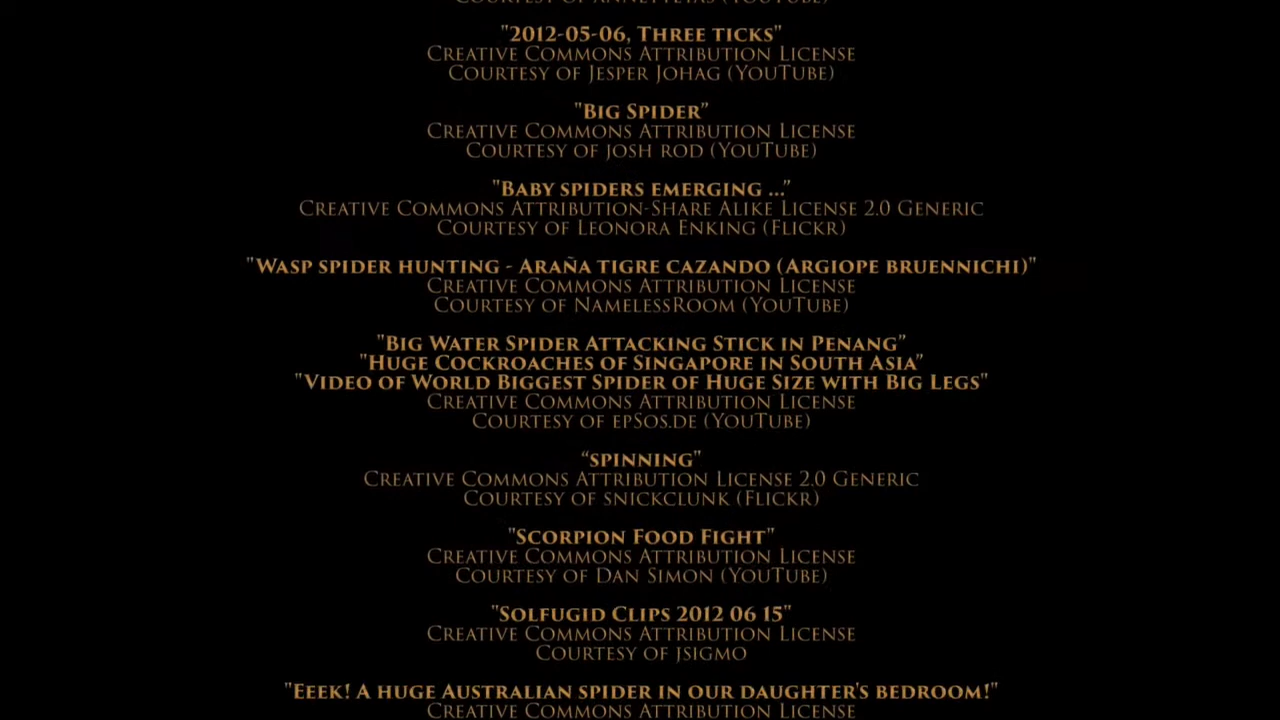 Courtesy of Annettetas (YouTube)
"2012-05-06, Three ticks"
Creative Commons Attribution License
Courtesy of Jesper Johag (YouTube)
"Big Spider”
Creative Commons Attribution License
Courtesy of josh rod (YouTube)
"Baby spiders emerging ...”
Creative Commons Attribution-Share Alike License 2.0 Generic
Courtesy of Leonora Enking (Flickr)
"Wasp spider hunting - Araña tigre cazando (Argiope bruennichi)"
Creative Commons Attribution License
Courtesy of NamelessRoom (YouTube)
"Big Water Spider Attacking Stick in Penang”
"Huge Cockroaches of Singapore in South Asia”
"Video of World Biggest Spider of Huge Size with Big Legs"
Creative Commons Attribution License
Courtesy of epSos.de (YouTube)
“spinning"
Creative Commons Attribution License 2.0 Generic
Courtesy of snickclunk (Flickr)
"Scorpion Food Fight"
Creative Commons Attribution License
Courtesy of Dan Simon (YouTube)
"Solfugid Clips 2012 06 15"
Creative Commons Attribution License
Courtesy of jsigmo
"Eeek! A huge Australian spider in our daughter's bedroom!"
Creative Commons Attribution License